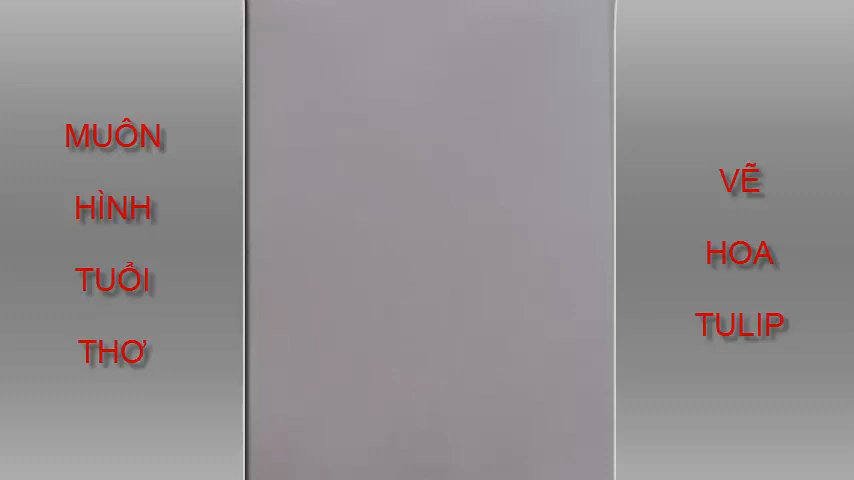 MUÔN
HÌNH
TUỔI
THƠ
VẼ
HOA
TULIP